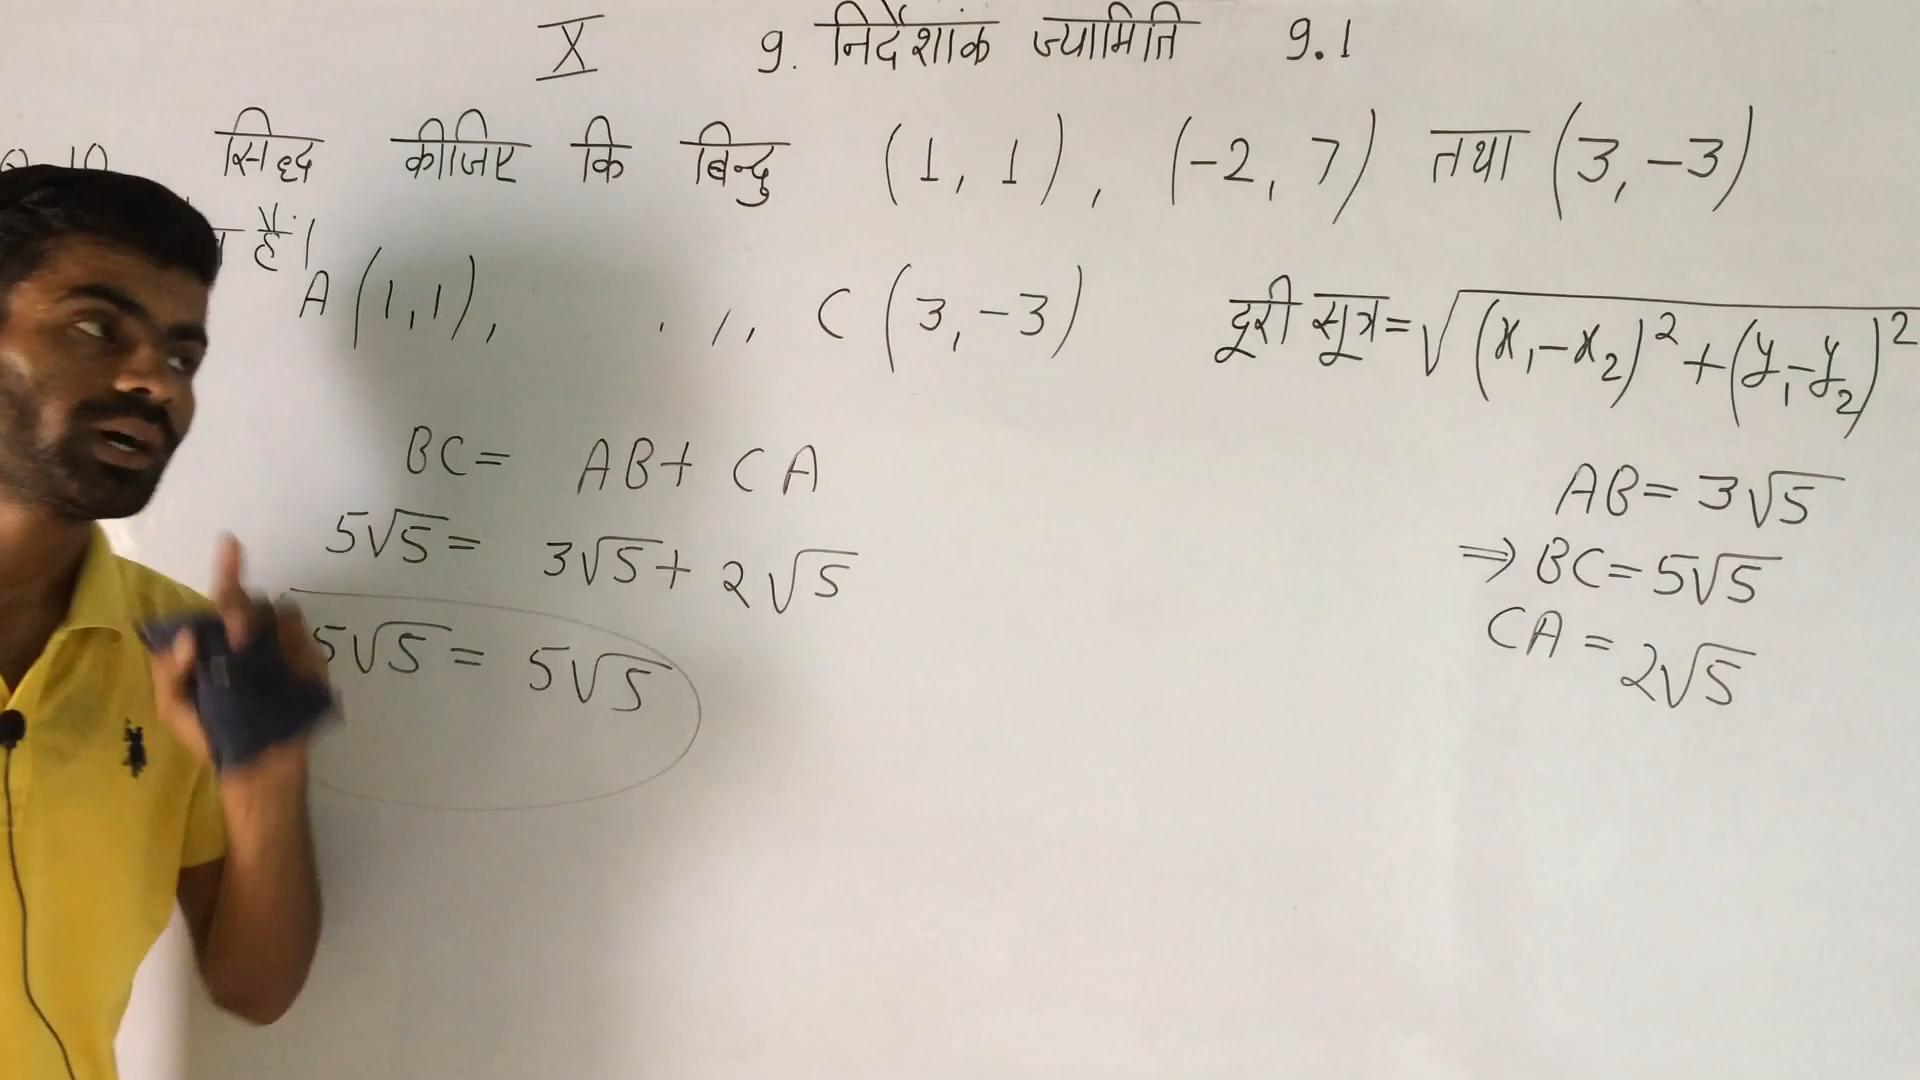 X 9. निर्देशांक ज्यामिति 9.1
सिद्ध कीजिए कि बिन्दु (1, 1), (-2, 7) तथा (3, -3)
है।
A (1,1), C (3, -3)
दूरी सूत्र = √(x₁-x₂)² + (y₁-y₂)²
BC = AB + CA
5√5 = 3√5 + 2√5
5√5 = 5√5
AB = 3√5
⇒ BC = 5√5
CA = 2√5